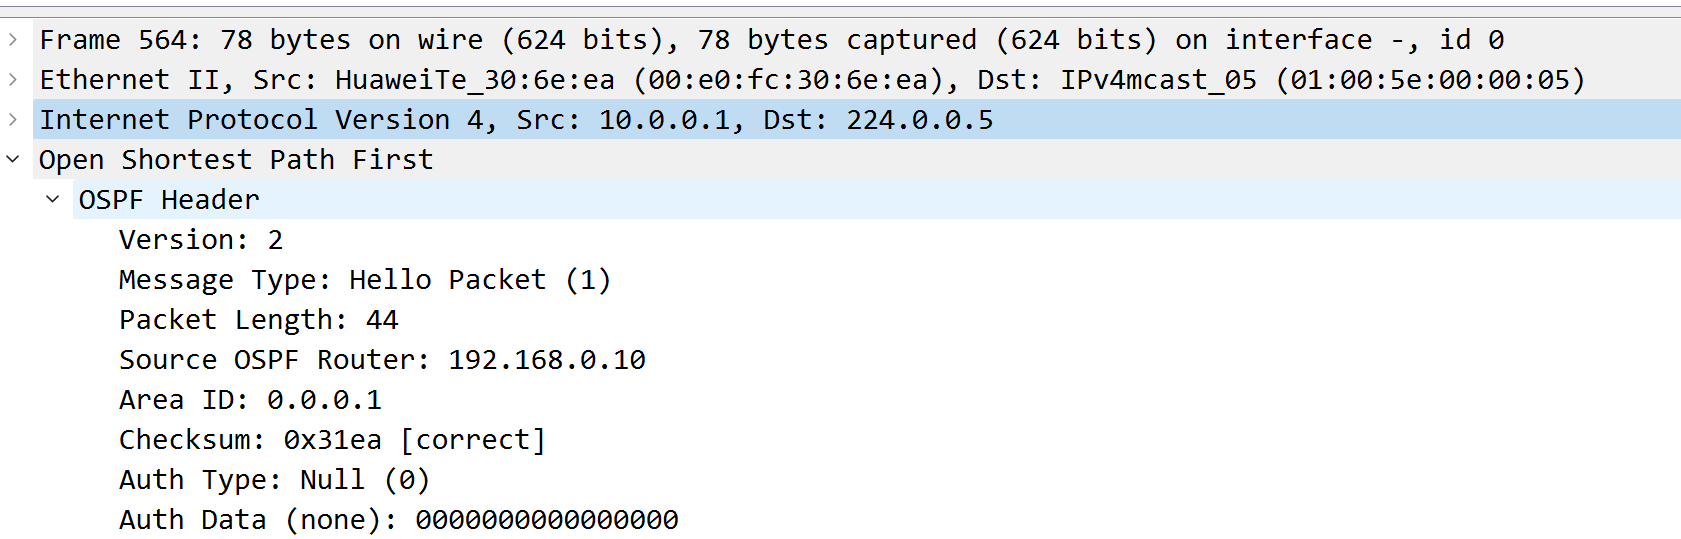 Frame 564: 78 bytes on wire (624 bits), 78 bytes captured (624 bits) on interface -, id 0
Ethernet II, Src: HuaweiTe_30:6e:ea (00:e0:fc:30:6e:ea), Dst: IPv4mcast_05 (01:00:5e:00:00:05)
Internet Protocol Version 4, Src: 10.0.0.1, Dst: 224.0.0.5
Open Shortest Path First
OSPF Header
Version: 2
Message Type: Hello Packet (1)
Packet Length: 44
Source OSPF Router: 192.168.0.10
Area ID: 0.0.0.1
Checksum: 0x31ea [correct]
Auth Type: Null (0)
Auth Data (none): 0000000000000000